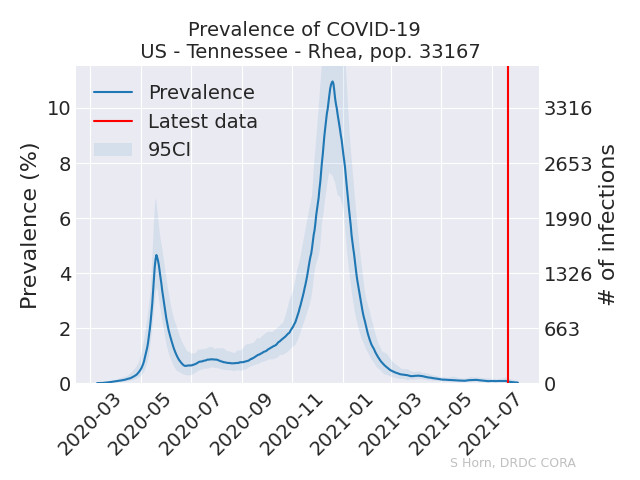 Prevalence of COVID-19
US - Tennessee - Rhea, pop. 33167
Prevalence
Latest data
95CI
Prevalence (%)
10
8
6
4
2
0
3316
2653
1990
1326
663
0
# of infections
2020-03
2020-05
2020-07
2020-09
2020-11
2021-01
2021-03
2021-05
2021-07
S Horn, DRDC CORA